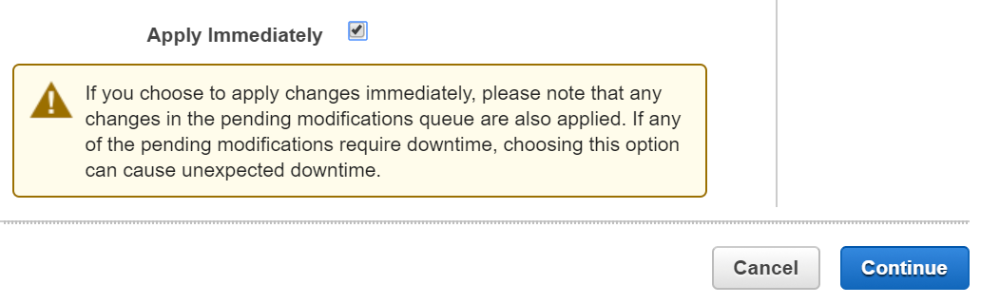 Apply Immediately
If you choose to apply changes immediately, please note that any
changes in the pending modifications queue are also applied. If any
of the pending modifications require downtime, choosing this option
can cause unexpected downtime.
Cancel Continue